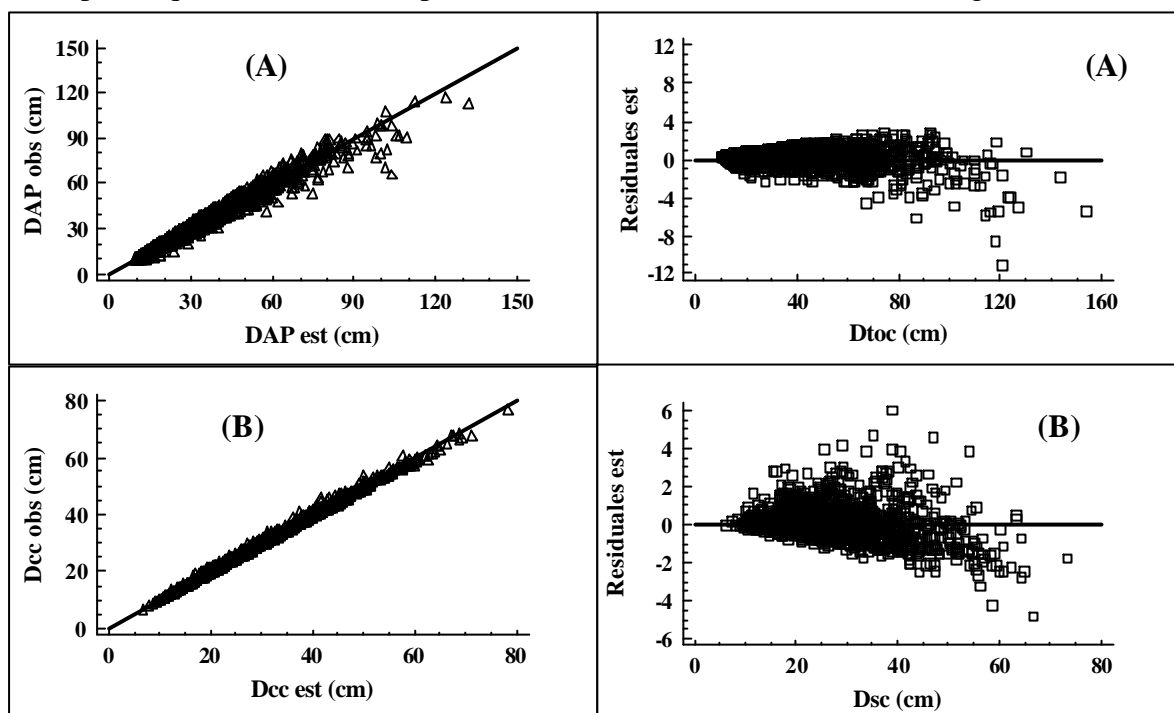 (A)
150
120
90
60
30
0
DAP obs (cm)
0 30 60 90 120 150
DAP est (cm)
(A)
12
8
4
0
-4
-8
-12
Residuales est
0 40 80 120 160
Dtoc (cm)
(B)
80
60
40
20
0
Dcc obs (cm)
0 20 40 60 80
Dcc est (cm)
(B)
6
4
2
0
-2
-4
-6
Residuales est
0 20 40 60 80
Dsc (cm)